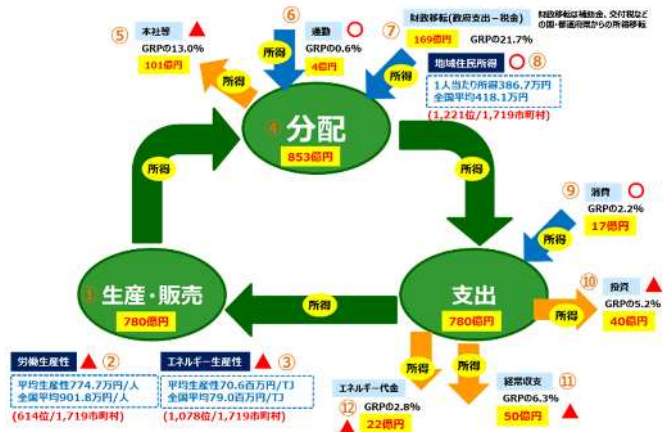 ⑤ 本社等 ▲
GRPの13.0%
101億円
⑥ 通勤 ○
GRPの0.6%
4億円
⑦ 財政移転(政府支出－税金)
169億円 GRPの21.7%
財政移転は補助金、交付税など
の国・都道府県からの所得移転
地域住民所得 ○ ⑧
1人当たり所得386.7万円
全国平均418.1万円
(1,221位/1,719市町村)
所得
所得
所得
④ 分配
853億円
所得
所得
⑨ 消費 ○
GRPの2.2%
17億円
所得
① 生産・販売
780億円
所得
支出
780億円
所得
⑩ 投資 ▲
GRPの5.2%
40億円
労働生産性 ▲ ②
平均生産性774.7万円/人
全国平均901.8万円/人
(614位/1,719市町村)
エネルギー生産性 ▲ ③
平均生産性70.6百万円/TJ
全国平均79.0百万円/TJ
(1,078位/1,719市町村)
所得
所得
エネルギー代金
⑫ GRPの2.8%
▲ 22億円
経常収支 ⑪
GRPの6.3%
50億円 ▲